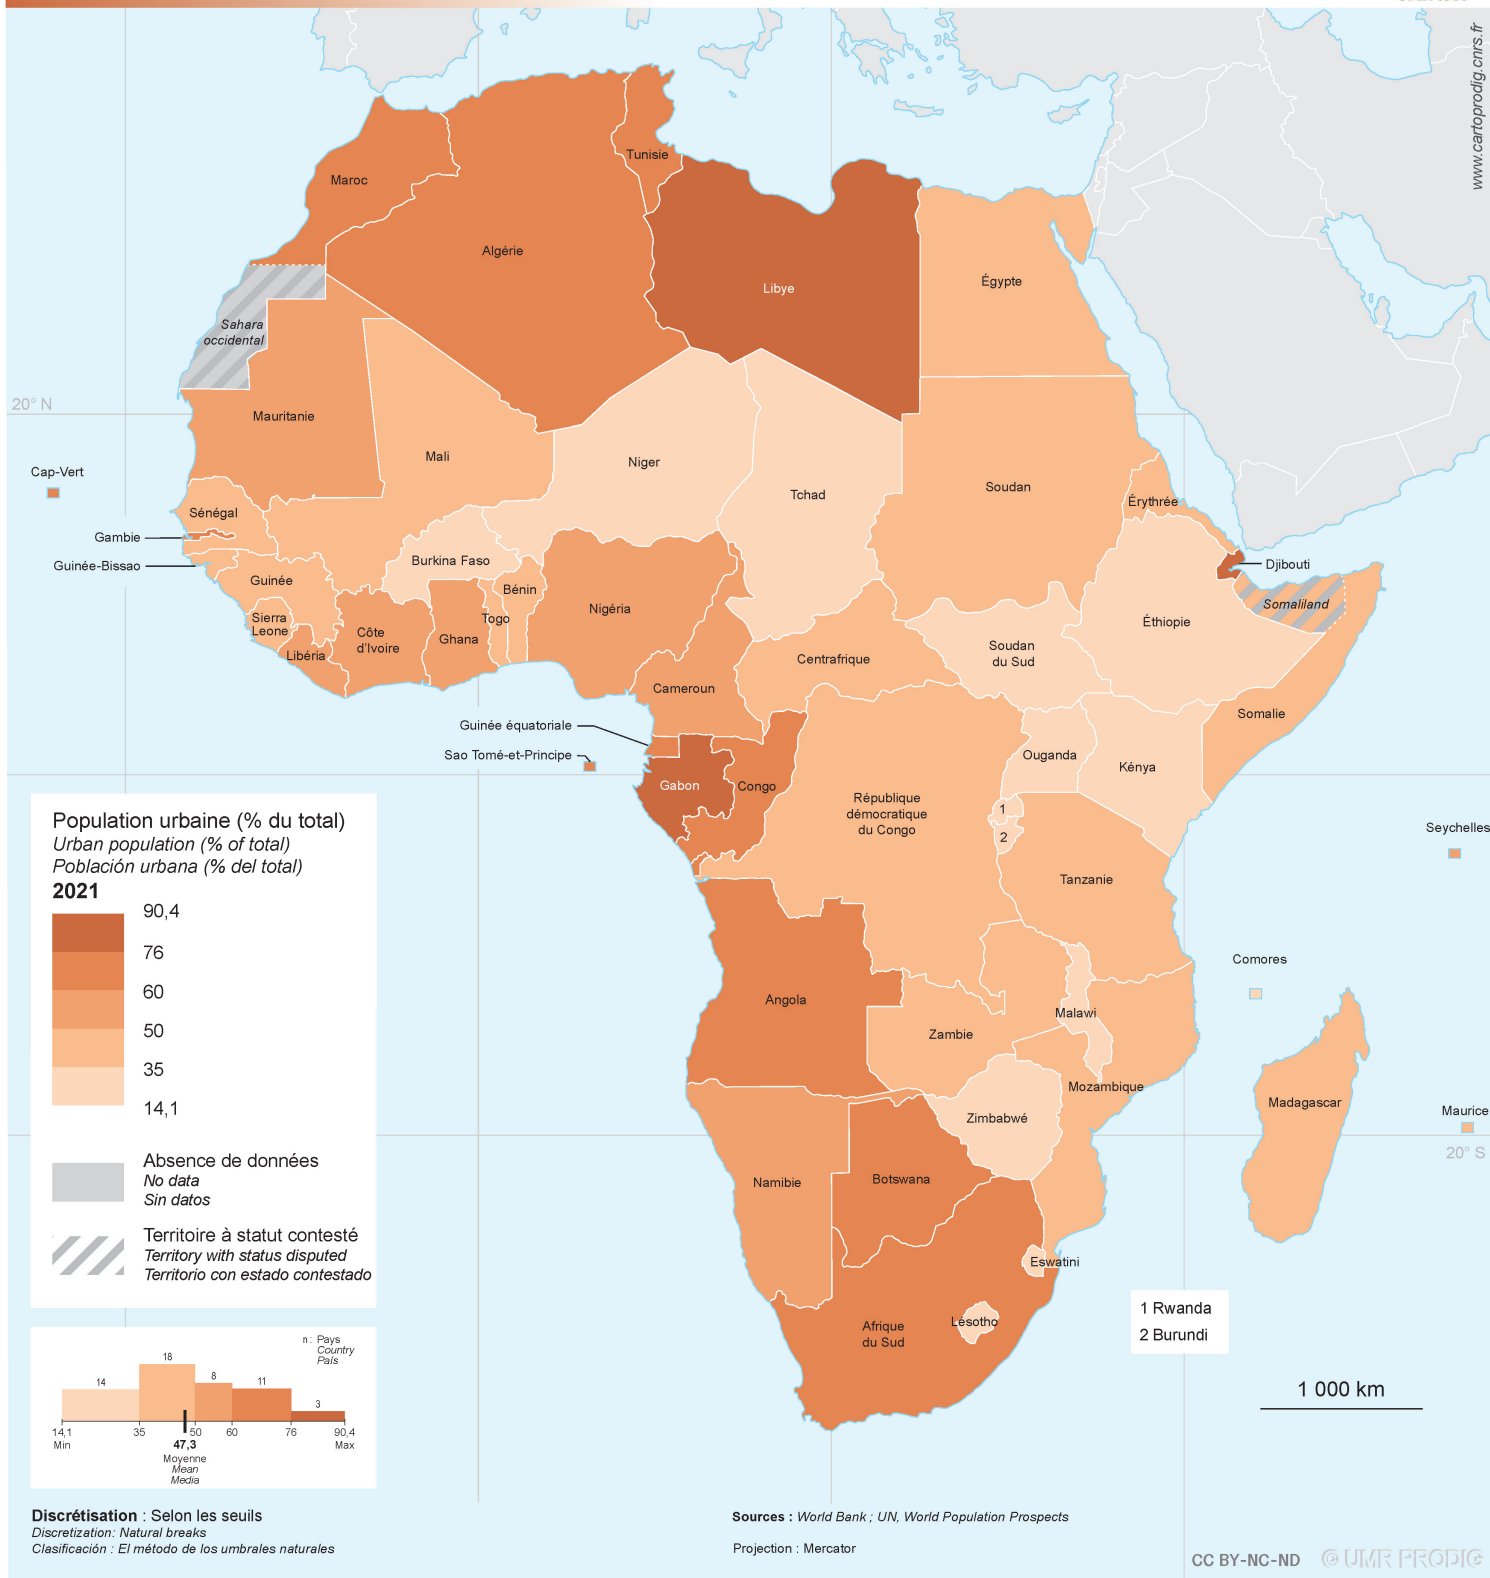 www.cartoprodig.cnrs.fr
Tunisie
Maroc
Algérie
Libye
Égypte
Sahara
occidental
20° N
Mauritanie
Mali
Niger
Tchad
Soudan
Cap-Vert
Érythrée
Sénégal
Gambie
Guinée-Bissao
Burkina Faso
Djibouti
Guinée
Bénin
Nigéria
Somaliland
Sierra
Leone
Togo
Éthiopie
Côte
d'Ivoire
Ghana
Libéria
Soudan
du Sud
Centrafrique
Cameroun
Somalie
Guinée équatoriale
Sao Tomé-et-Principe
Ouganda
Kénya
Gabon
Congo
République
démocratique
du Congo
1
2
Seychelles
Tanzanie
Comores
Angola
Malawi
Zambie
Mozambique
Zimbabwé
Madagascar
Maurice
20° S
Namibie
Botswana
Eswatini
Lésotho
Afrique
du Sud
1 Rwanda
2 Burundi
1 000 km
Population urbaine (% du total)
Urban population (% of total)
Población urbana (% del total)
2021
90,4
76
60
50
35
14,1
Absence de données
No data
Sin datos
Territoire à statut contesté
Territory with status disputed
Territorio con estado contestado
n : Pays
Country
País
14
18
8
11
3
14,1
35
50
60
76
90,4
Min
47,3
Max
Moyenne
Mean
Media
Discrétisation : Selon les seuils
Discretization: Natural breaks
Clasificación : El método de los umbrales naturales
Sources : World Bank ; UN, World Population Prospects
Projection : Mercator
CC BY-NC-ND
© UMR PRODIG